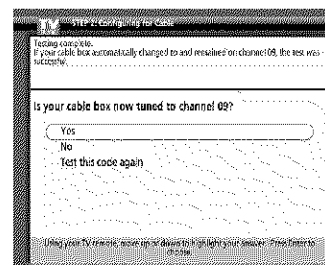 TV STEP 2: Configuring for Cable
Testing complete.
If your cable box automatically changed to and remained on channel 09, the test was
successful.
Is your cable box now tuned to channel 09?
Yes
No
Test this code again
Using your TV remote, move up or down to highlight your answer. Press Enter to
choose.